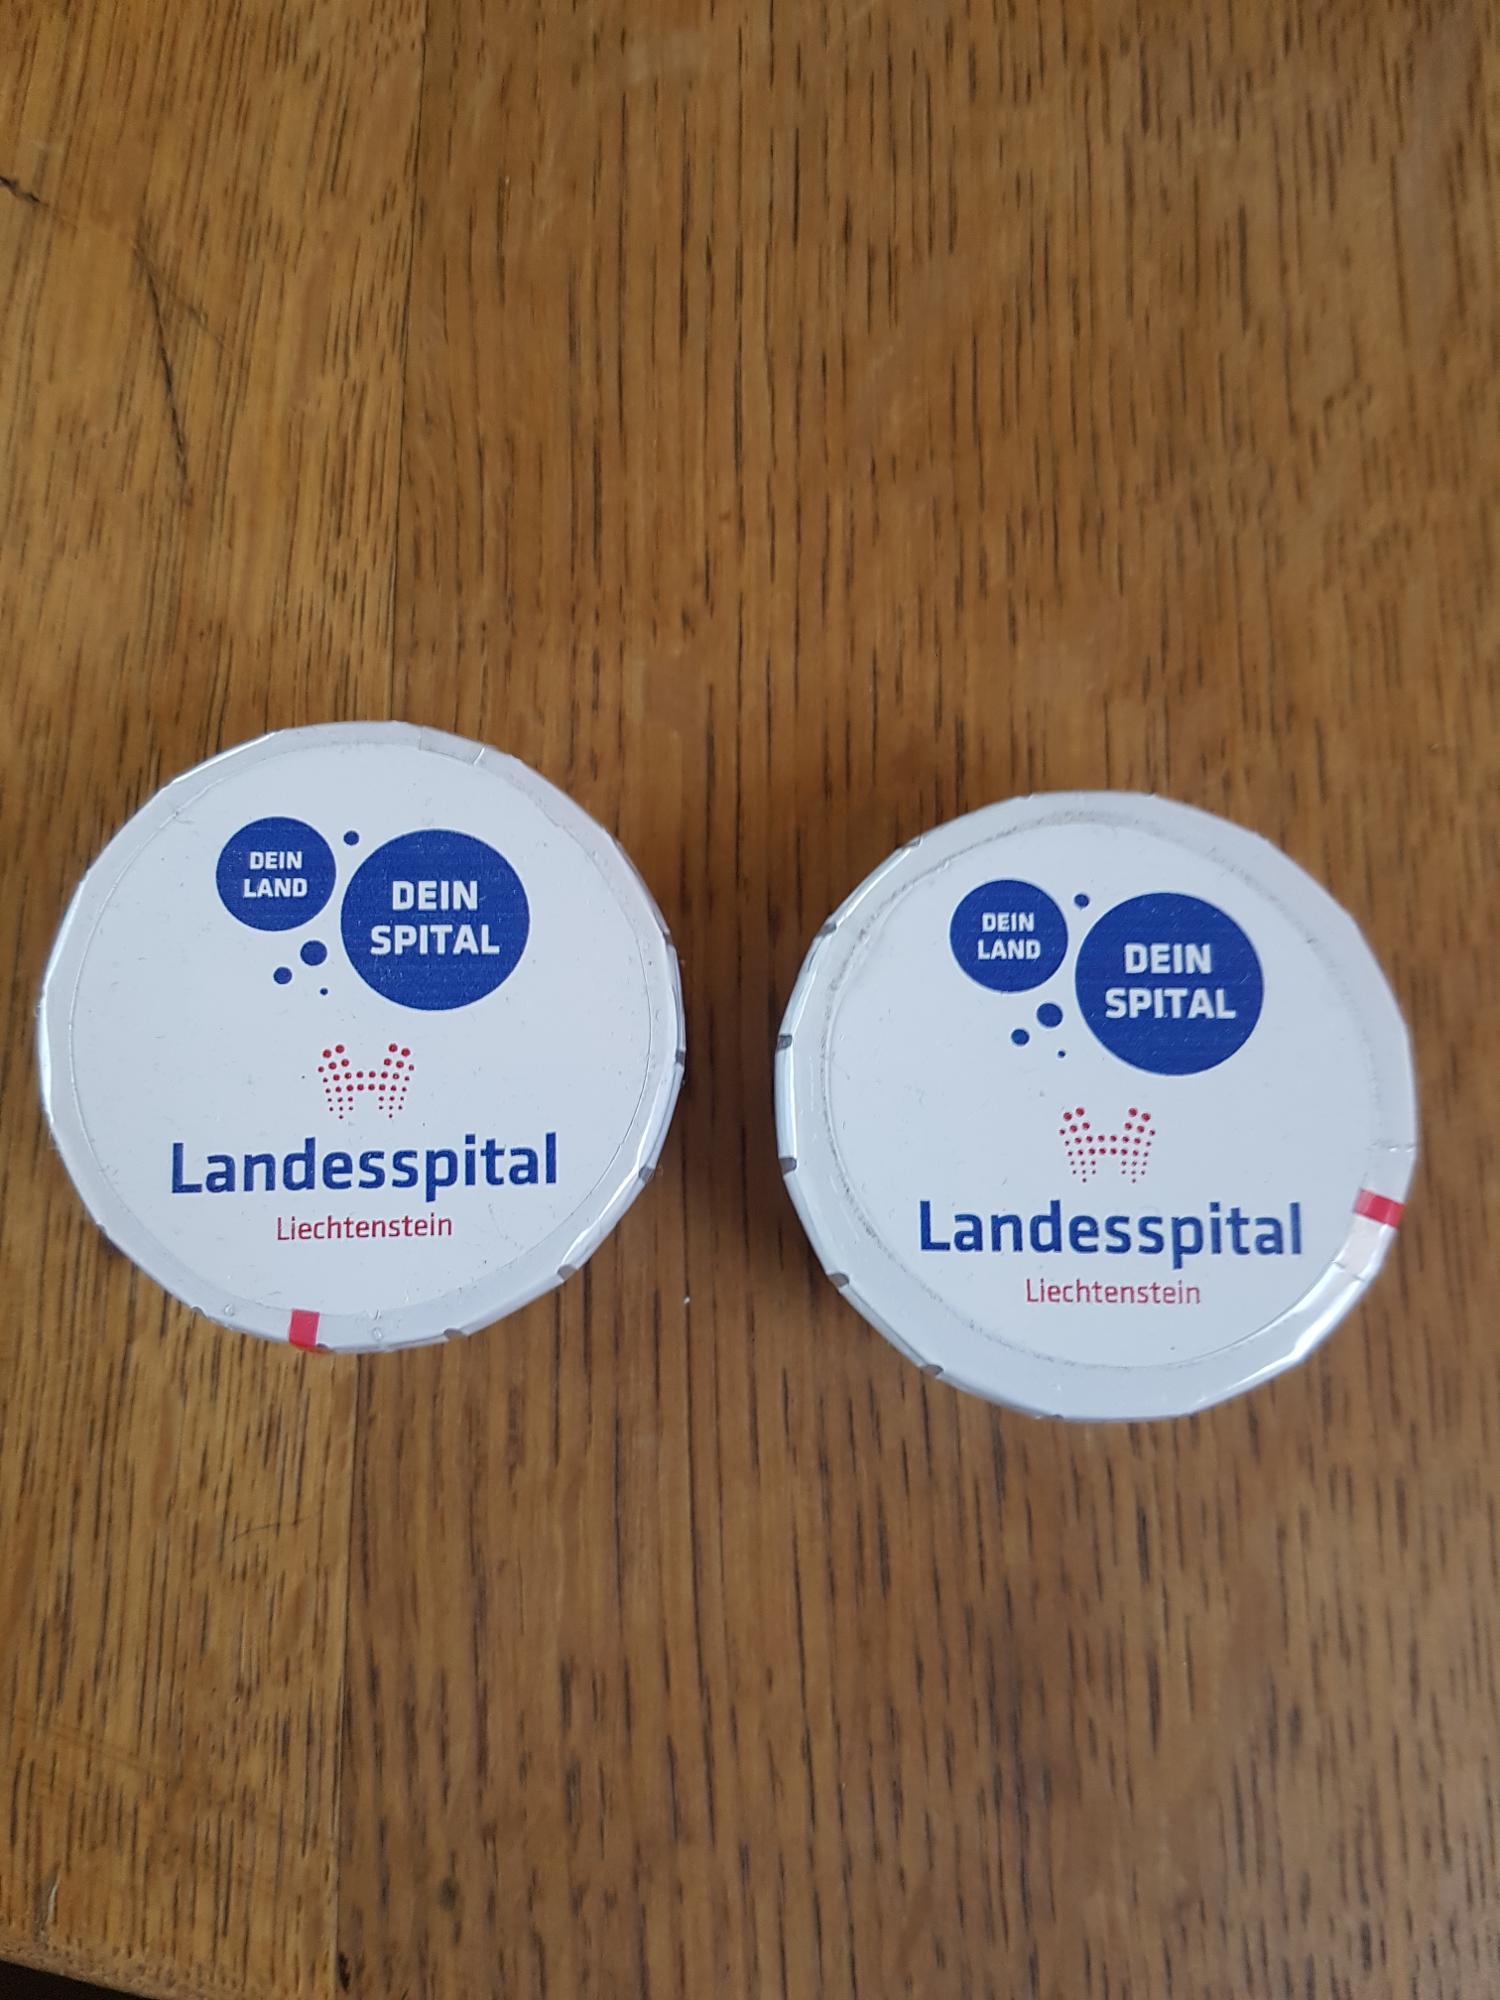 DEIN
LAND
DEIN
SPITAL
Landesspital
Liechtenstein
DEIN
LAND
DEIN
SPITAL
Landesspital
Liechtenstein